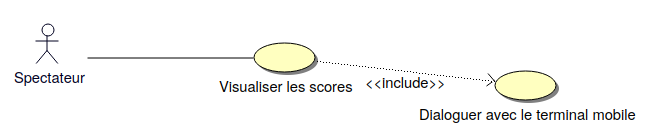 Spectateur
Visualiser les scores
<<include>>
Dialoguer avec le terminal mobile